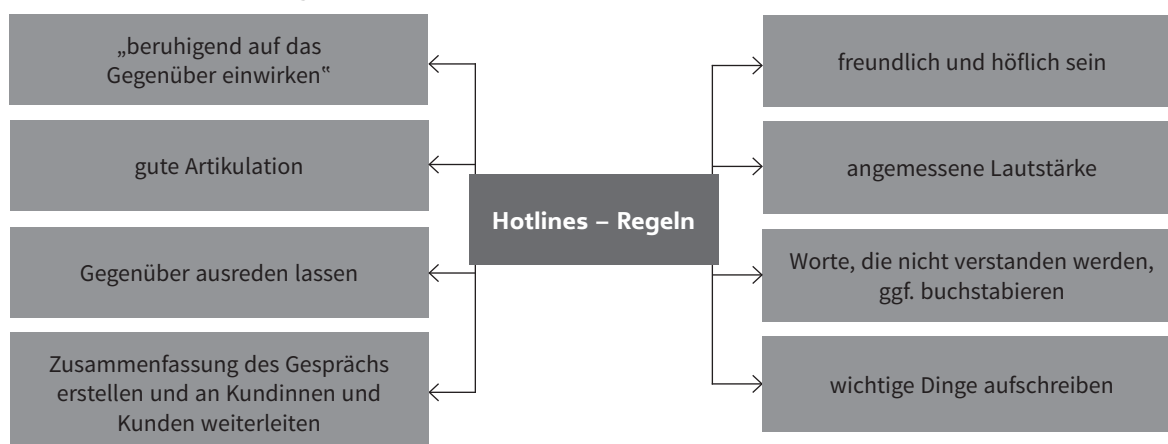 „beruhigend auf das
Gegenüber einwirken“
gute Artikulation
Gegenüber ausreden lassen
Zusammenfassung des Gesprächs
erstellen und an Kundinnen und
Kunden weiterleiten
Hotlines – Regeln
freundlich und höflich sein
angemessene Lautstärke
Worte, die nicht verstanden werden,
ggf. buchstabieren
wichtige Dinge aufschreiben